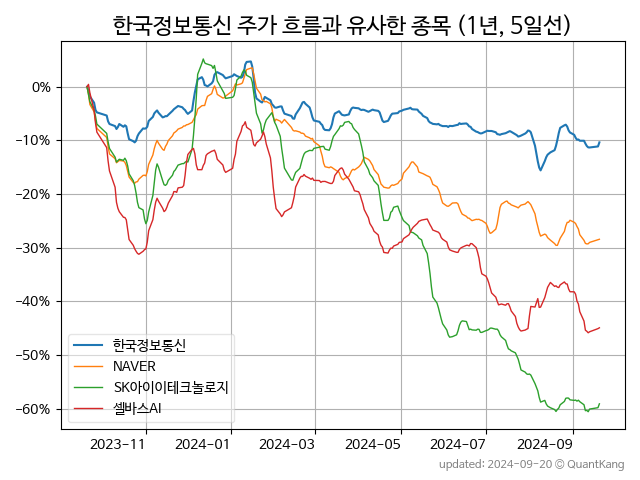 한국정보통신 주가 흐름과 유사한 종목 (1년, 5일선)
0%
−10%
−20%
−30%
−40%
−50%
−60%
한국정보통신
NAVER
SK아이이테크놀로지
셀바스AI
2023−11
2024−01
2024−03
2024−05
2024−07
2024−09
updated: 2024-09-20 © QuantKang